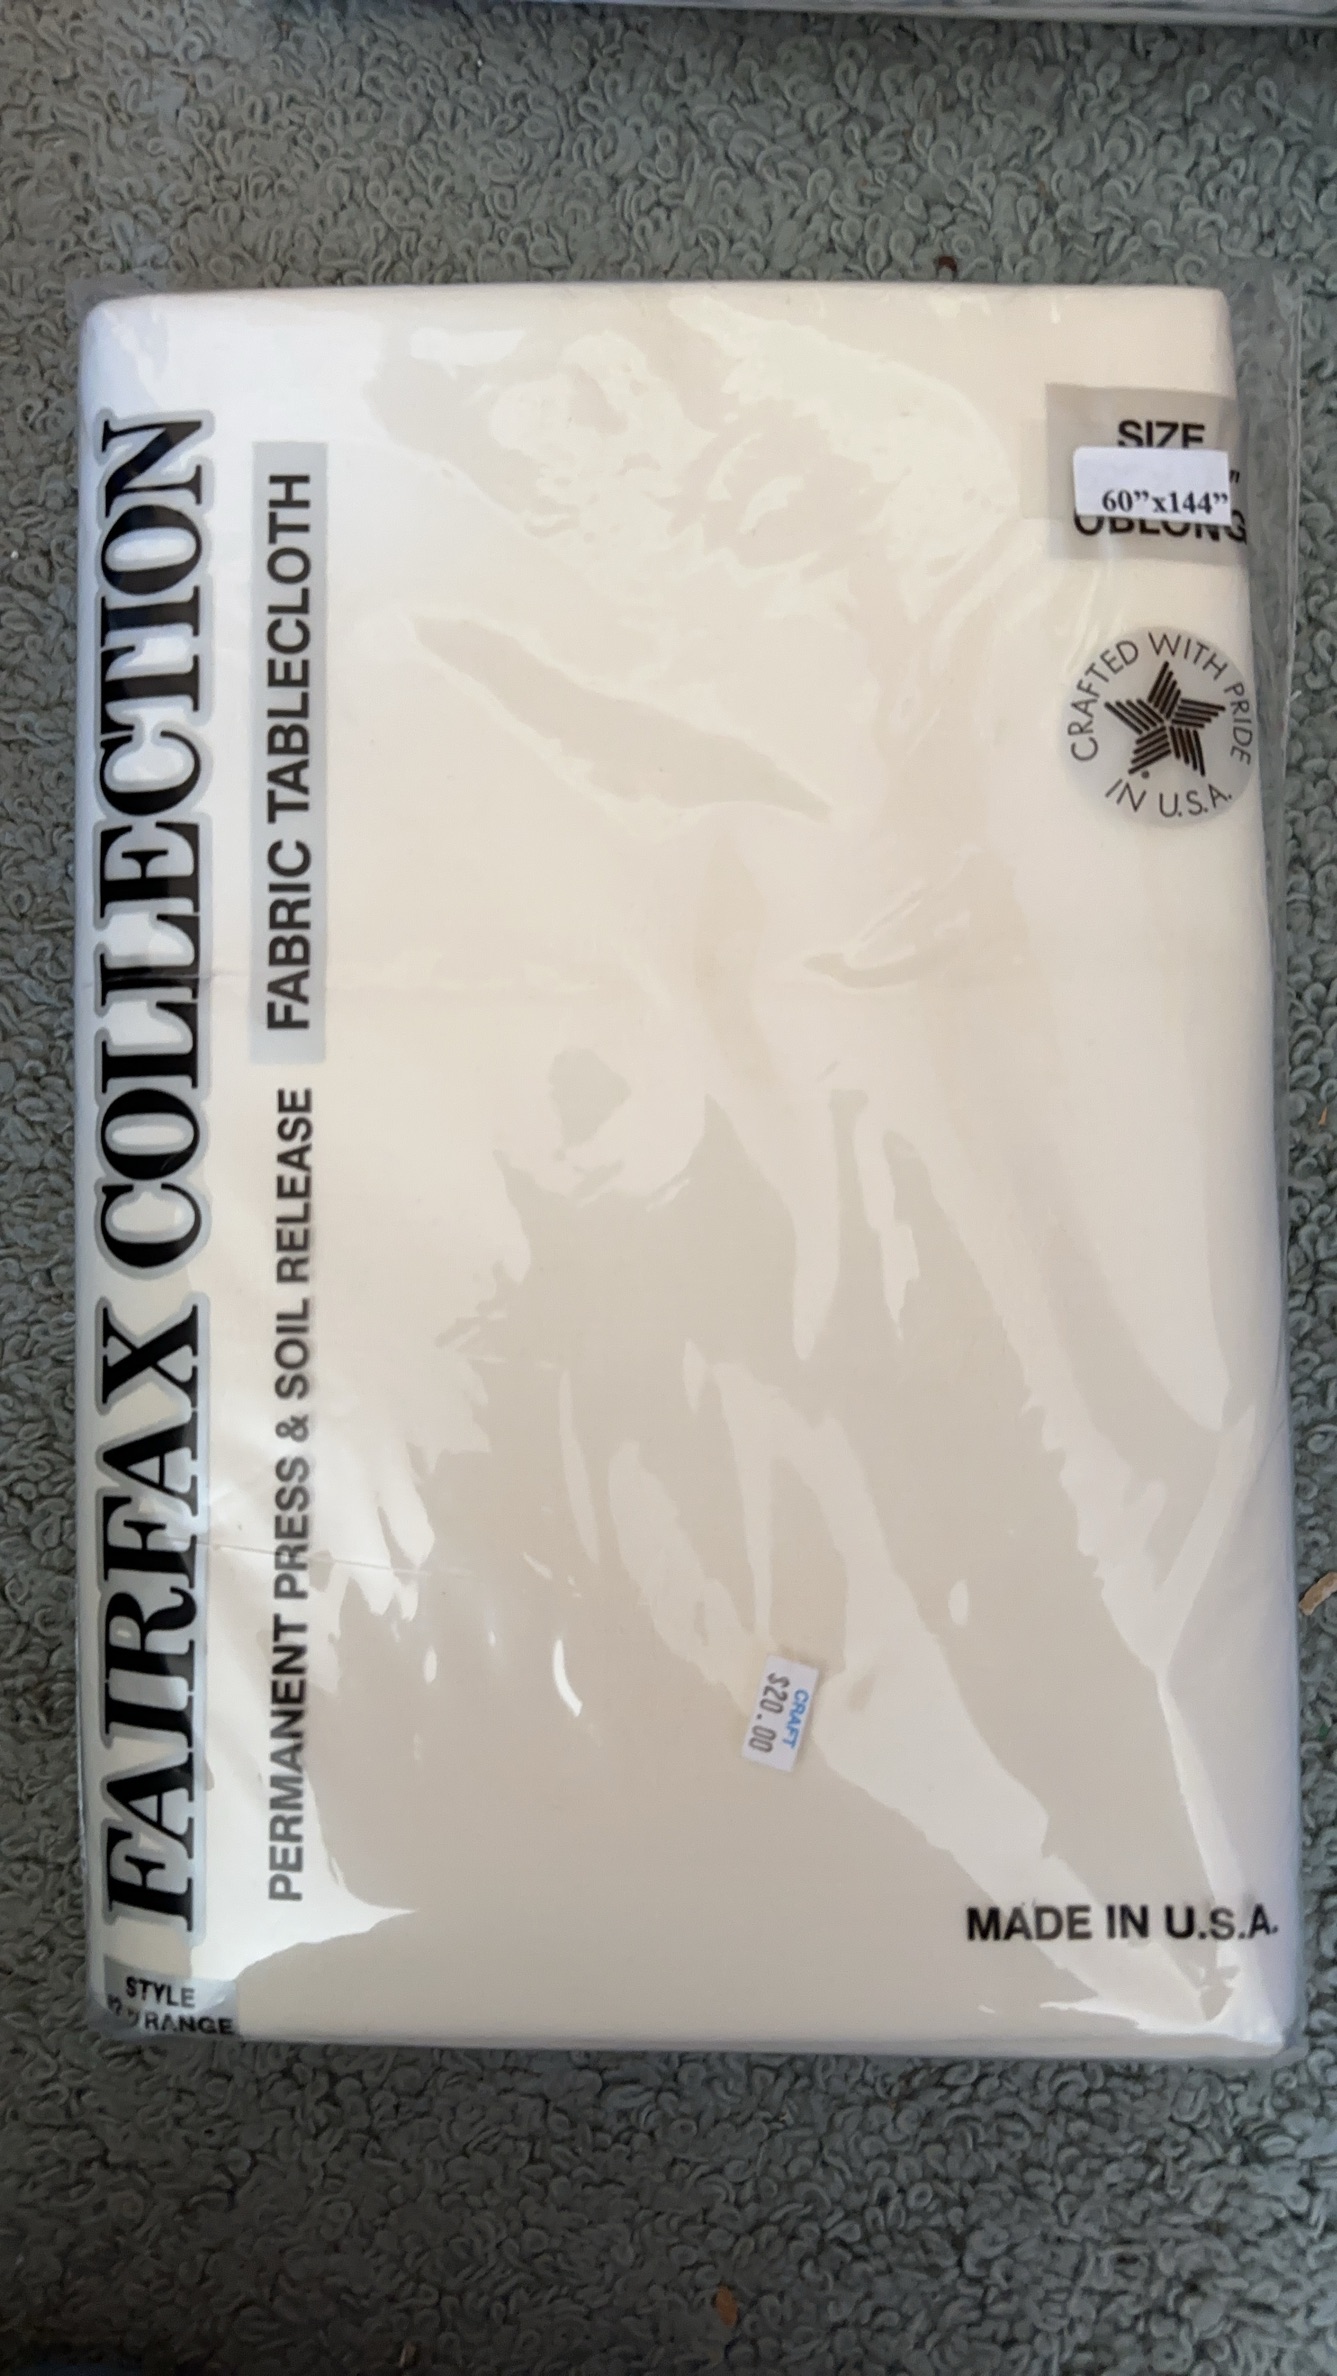 FAIRFAX COLLECTION
PERMANENT PRESS & SOIL RELEASE FABRIC TABLECLOTH
SIZE
60”x144”
"
OBLONG
CRAFTED WITH PRIDE
IN U.S.A.
CRAFT
$20.00
MADE IN U.S.A.
STYLE
RANGE